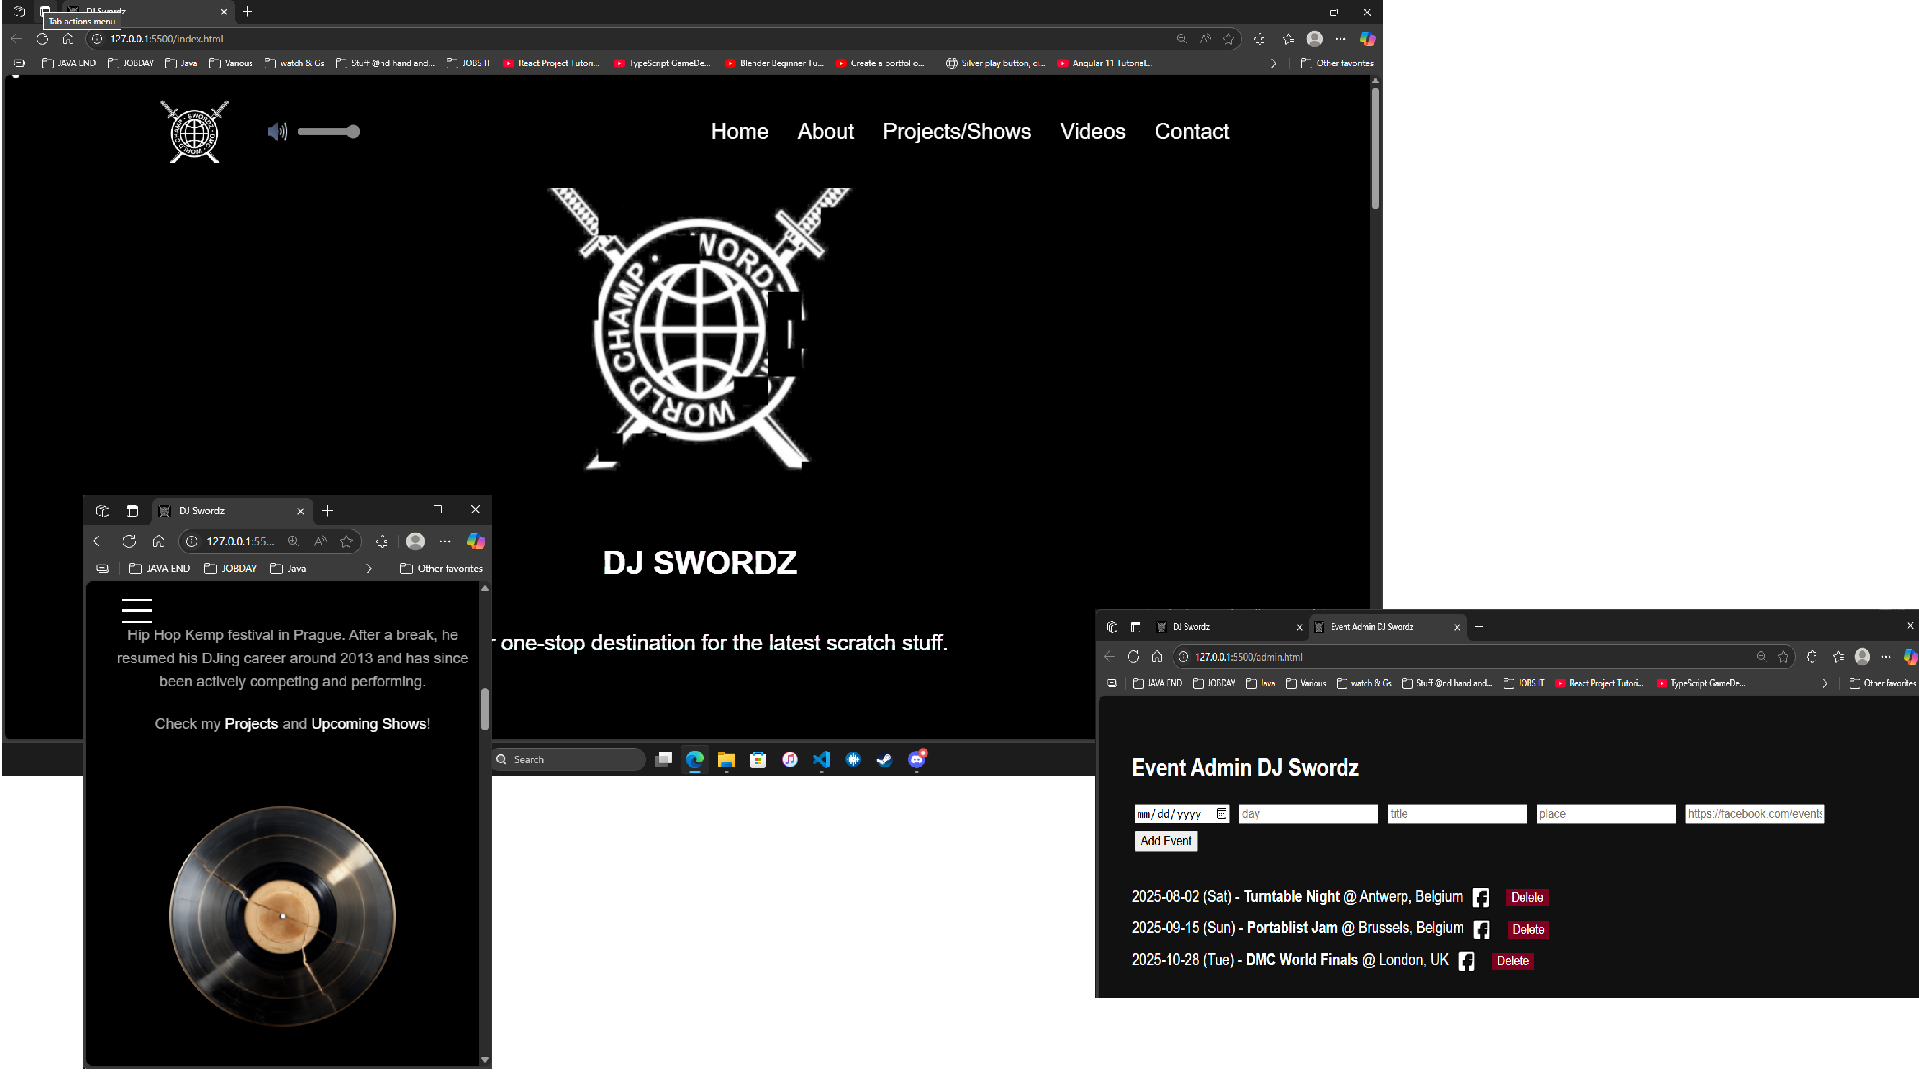 DJ Swordz
Tab actions menu
127.0.0.1:5500/index.html
JAVA END JOBDAY Java Various watch & Gs Stuff @nd hand and... JOBS IT React Project Tutori... TypeScript GameDe... Blender Beginner Tu... Create a portfol o... Silver play button, ci... Angular 11 Tutorial... Other favorites
Home About Projects/Shows Videos Contact
WORLD CHAMP
DJ SWORDZ
r one-stop destination for the latest scratch stuff.
Search
DJ Swordz
127.0.0.1:55...
JAVA END JOBDAY Java Other favorites
Hip Hop Kemp festival in Prague. After a break, he
resumed his DJing career around 2013 and has since
been actively competing and performing.
Check my Projects and Upcoming Shows!
DJ Swordz Event Admin DJ Swordz
127.0.0.1:5500/admin.html
JAVA END JOBDAY Java Various watch & Gs Stuff @nd hand and... JOBS IT React Project Tutori... TypeScript GameDe... Other favorites
Event Admin DJ Swordz
mm/dd/yyyy day title place https://facebook.com/events
Add Event
2025-08-02 (Sat) - Turntable Night @ Antwerp, Belgium Delete
2025-09-15 (Sun) - Portablist Jam @ Brussels, Belgium Delete
2025-10-28 (Tue) - DMC World Finals @ London, UK Delete